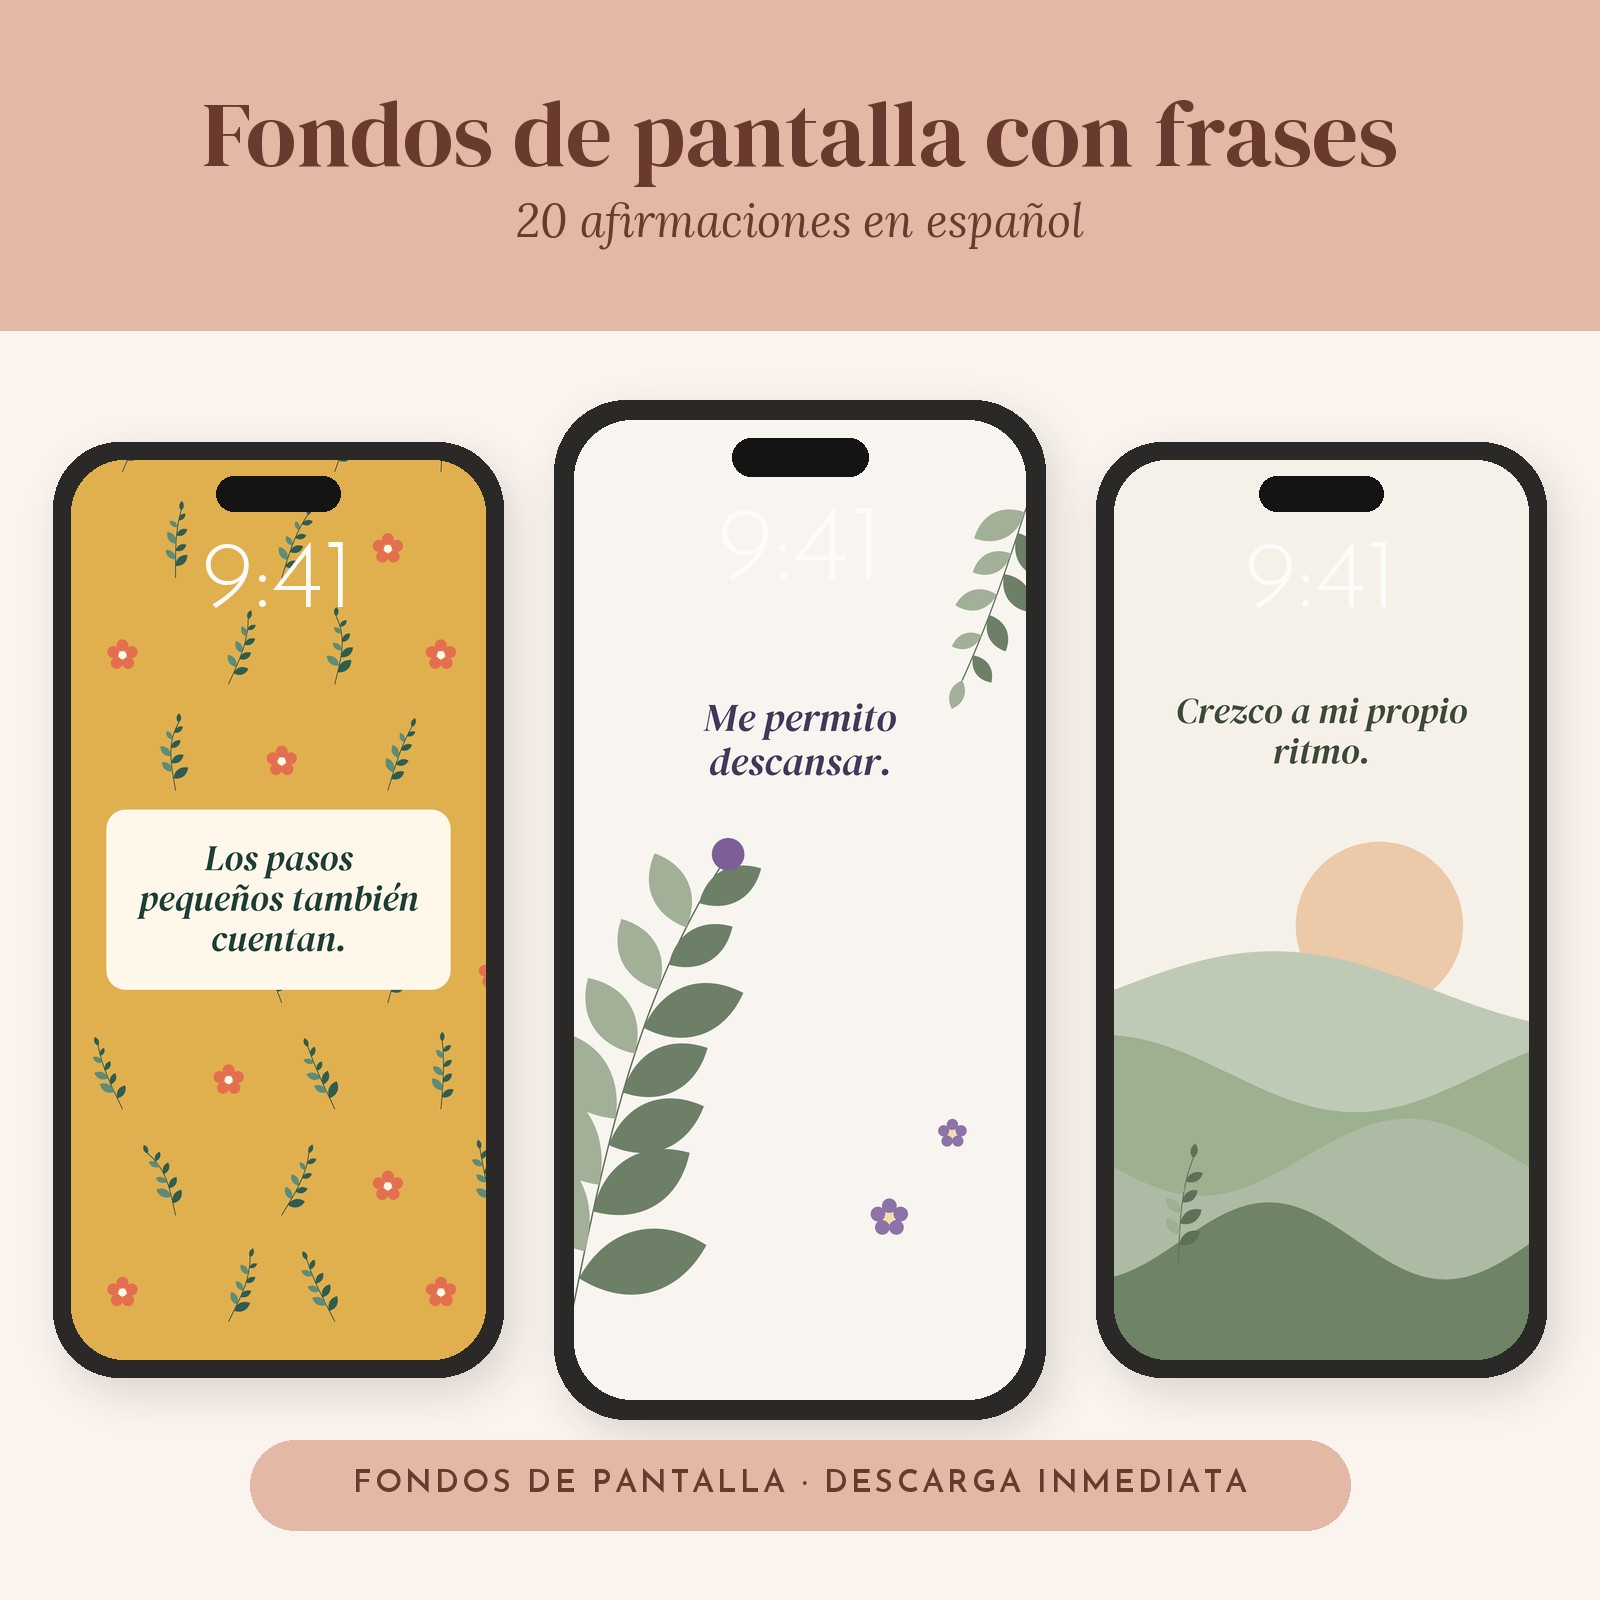 Fondos de pantalla con frases
20 afirmaciones en español
9:41
Los pasos
pequeños también
cuentan.
9:41
Me permito
descansar.
9:41
Crezco a mi propio
ritmo.
FONDOS DE PANTALLA · DESCARGA INMEDIATA